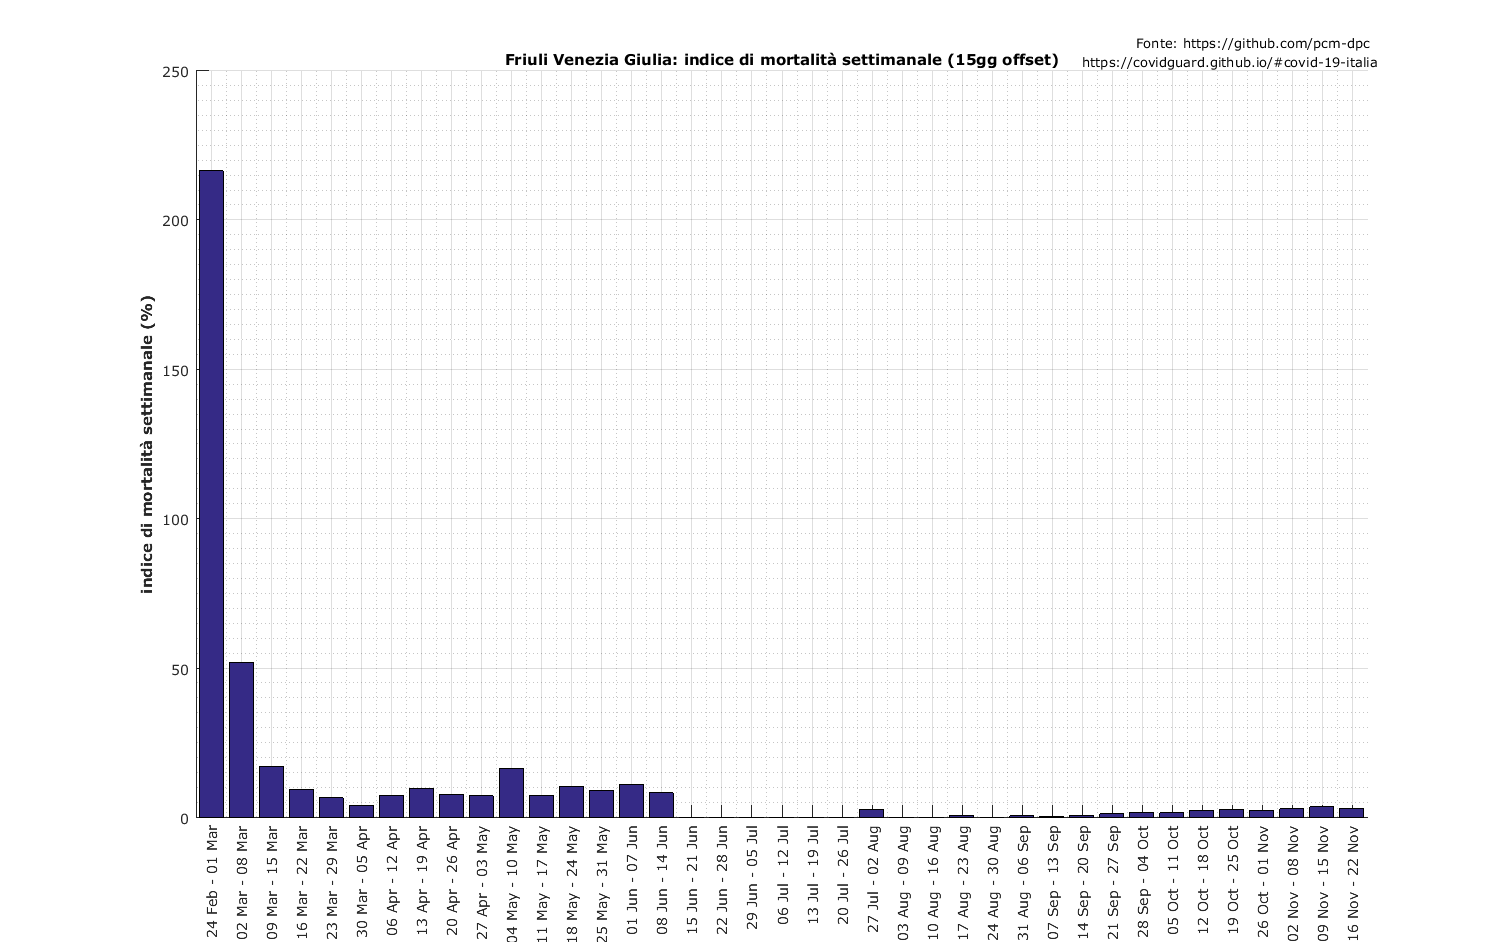 Fonte: https://github.com/pcm-dpc
https://covidguard.github.io/#covid-19-italia
Friuli Venezia Giulia: indice di mortalità settimanale (15gg offset)
indice di mortalità settimanale (%)
250
200
150
100
50
0
24 Feb - 01 Mar
02 Mar - 08 Mar
09 Mar - 15 Mar
16 Mar - 22 Mar
23 Mar - 29 Mar
30 Mar - 05 Apr
06 Apr - 12 Apr
13 Apr - 19 Apr
20 Apr - 26 Apr
27 Apr - 03 May
04 May - 10 May
11 May - 17 May
18 May - 24 May
25 May - 31 May
01 Jun - 07 Jun
08 Jun - 14 Jun
15 Jun - 21 Jun
22 Jun - 28 Jun
29 Jun - 05 Jul
06 Jul - 12 Jul
13 Jul - 19 Jul
20 Jul - 26 Jul
27 Jul - 02 Aug
03 Aug - 09 Aug
10 Aug - 16 Aug
17 Aug - 23 Aug
24 Aug - 30 Aug
31 Aug - 06 Sep
07 Sep - 13 Sep
14 Sep - 20 Sep
21 Sep - 27 Sep
28 Sep - 04 Oct
05 Oct - 11 Oct
12 Oct - 18 Oct
19 Oct - 25 Oct
26 Oct - 01 Nov
02 Nov - 08 Nov
09 Nov - 15 Nov
16 Nov - 22 Nov